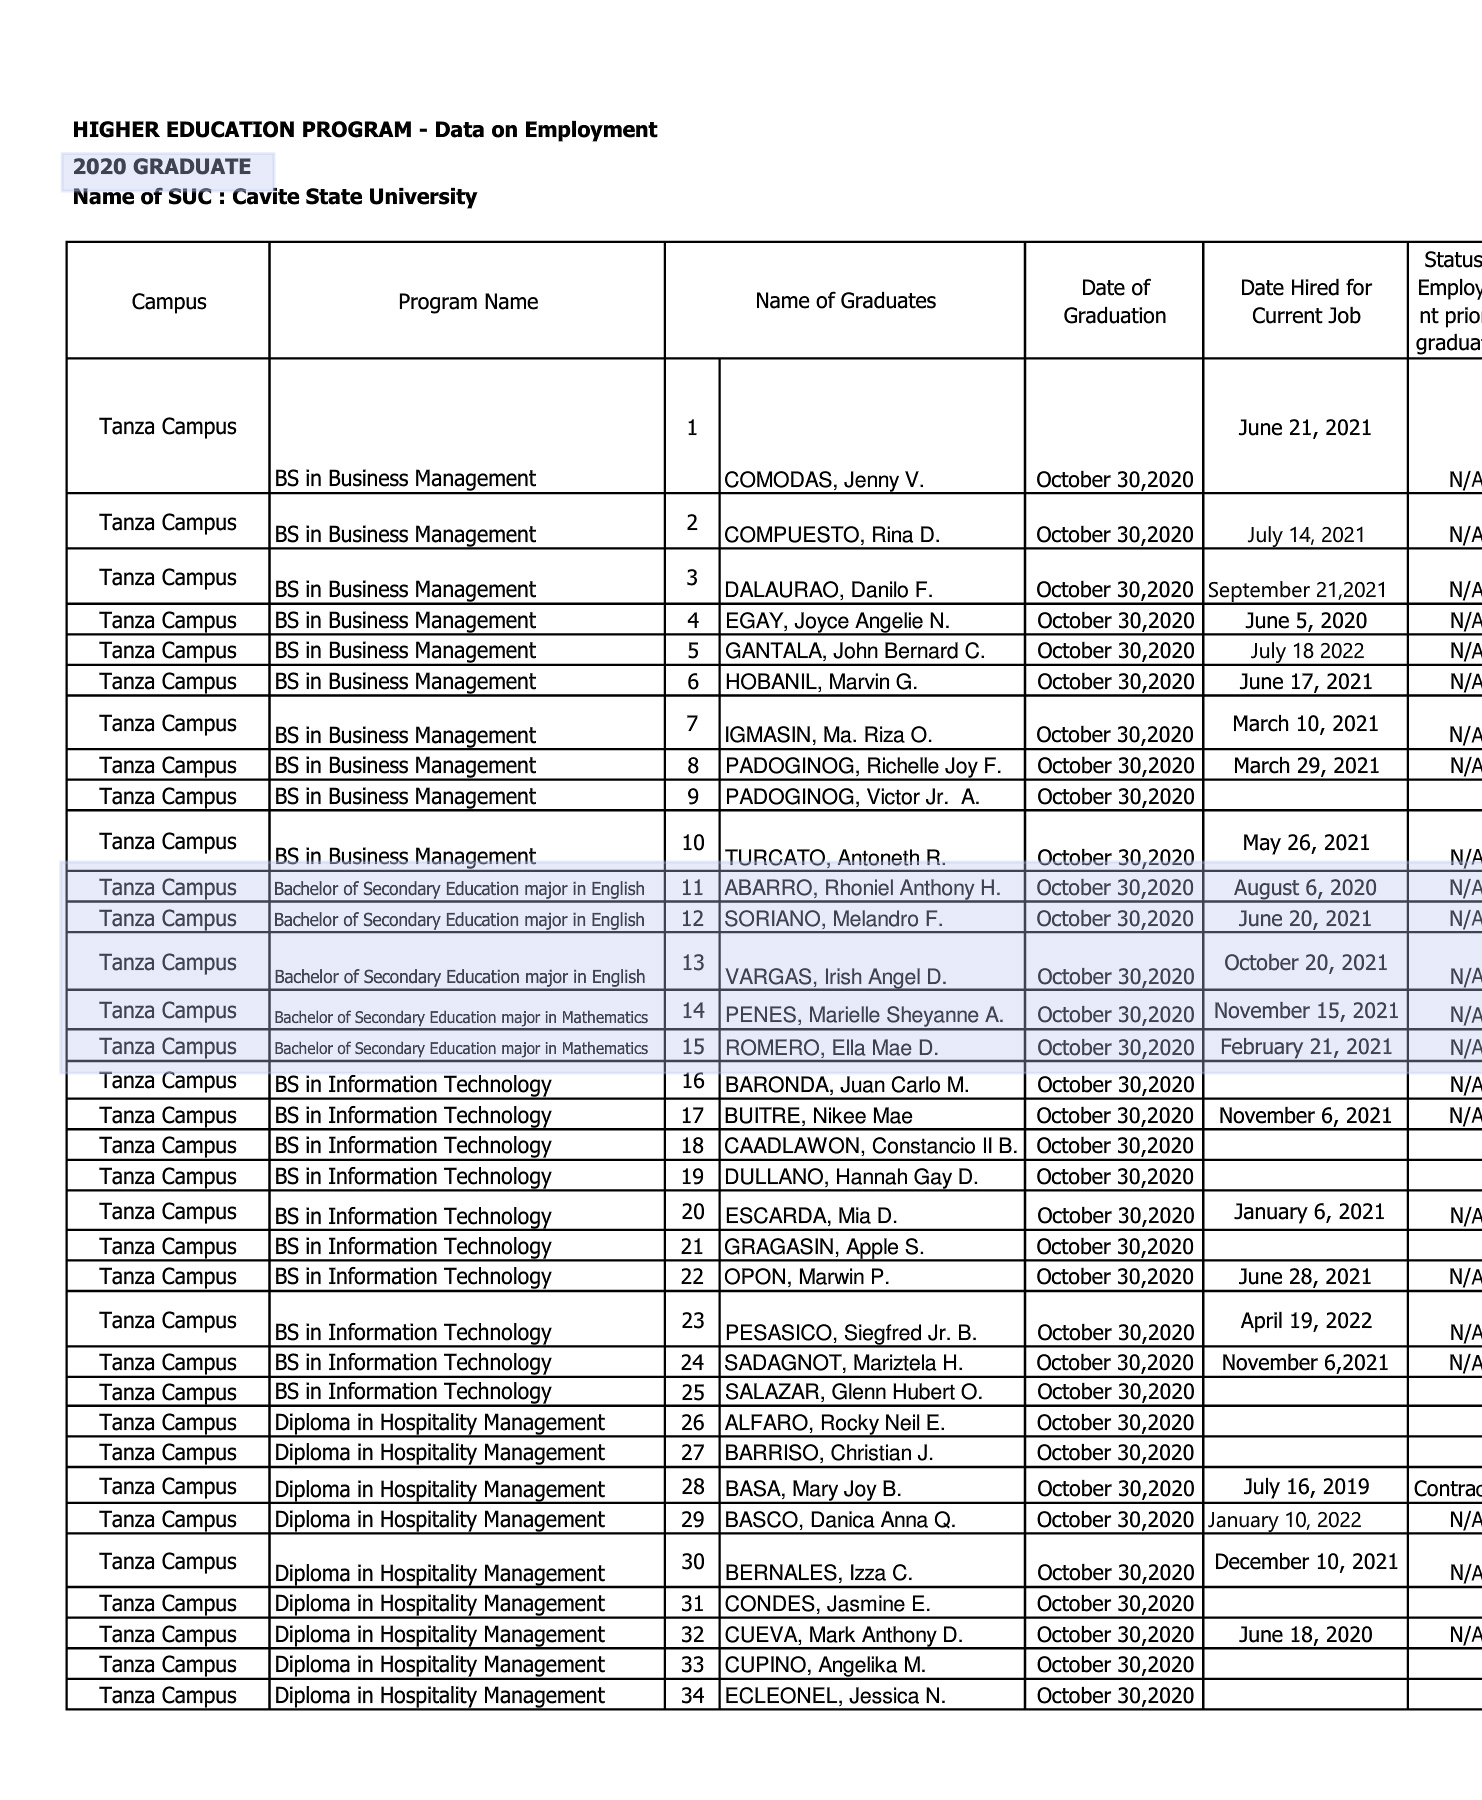 HIGHER EDUCATION PROGRAM - Data on Employment
2020 GRADUATE
Name of SUC : Cavite State University
Campus Program Name Name of Graduates Date of Graduation Date Hired for Current Job Status Employ nt prio gradua
Tanza Campus BS in Business Management 1 COMODAS, Jenny V. October 30,2020 June 21, 2021 N/A
Tanza Campus BS in Business Management 2 COMPUESTO, Rina D. October 30,2020 July 14, 2021 N/A
Tanza Campus BS in Business Management 3 DALAURAO, Danilo F. October 30,2020 September 21,2021 N/A
Tanza Campus BS in Business Management 4 EGAY, Joyce Angelie N. October 30,2020 June 5, 2020 N/A
Tanza Campus BS in Business Management 5 GANTALA, John Bernard C. October 30,2020 July 18 2022 N/A
Tanza Campus BS in Business Management 6 HOBANIL, Marvin G. October 30,2020 June 17, 2021 N/A
Tanza Campus BS in Business Management 7 IGMASIN, Ma. Riza O. October 30,2020 March 10, 2021 N/A
Tanza Campus BS in Business Management 8 PADOGINOG, Richelle Joy F. October 30,2020 March 29, 2021 N/A
Tanza Campus BS in Business Management 9 PADOGINOG, Victor Jr. A. October 30,2020
Tanza Campus BS in Business Management 10 TURCATO, Antoneth R. October 30,2020 May 26, 2021 N/A
Tanza Campus Bachelor of Secondary Education major in English 11 ABARRO, Rhoniel Anthony H. October 30,2020 August 6, 2020 N/A
Tanza Campus Bachelor of Secondary Education major in English 12 SORIANO, Melandro F. October 30,2020 June 20, 2021 N/A
Tanza Campus Bachelor of Secondary Education major in English 13 VARGAS, Irish Angel D. October 30,2020 October 20, 2021 N/A
Tanza Campus Bachelor of Secondary Education major in Mathematics 14 PENES, Marielle Sheyanne A. October 30,2020 November 15, 2021 N/A
Tanza Campus Bachelor of Secondary Education major in Mathematics 15 ROMERO, Ella Mae D. October 30,2020 February 21, 2021 N/A
Tanza Campus BS in Information Technology 16 BARONDA, Juan Carlo M. October 30,2020 N/A
Tanza Campus BS in Information Technology 17 BUITRE, Nikee Mae October 30,2020 November 6, 2021 N/A
Tanza Campus BS in Information Technology 18 CAADLAWON, Constancio II B. October 30,2020
Tanza Campus BS in Information Technology 19 DULLANO, Hannah Gay D. October 30,2020
Tanza Campus BS in Information Technology 20 ESCARDA, Mia D. October 30,2020 January 6, 2021 N/A
Tanza Campus BS in Information Technology 21 GRAGASIN, Apple S. October 30,2020
Tanza Campus BS in Information Technology 22 OPON, Marwin P. October 30,2020 June 28, 2021 N/A
Tanza Campus BS in Information Technology 23 PESASICO, Siegfred Jr. B. October 30,2020 April 19, 2022 N/A
Tanza Campus BS in Information Technology 24 SADAGNOT, Mariztela H. October 30,2020 November 6,2021 N/A
Tanza Campus BS in Information Technology 25 SALAZAR, Glenn Hubert O. October 30,2020
Tanza Campus Diploma in Hospitality Management 26 ALFARO, Rocky Neil E. October 30,2020
Tanza Campus Diploma in Hospitality Management 27 BARRISO, Christian J. October 30,2020
Tanza Campus Diploma in Hospitality Management 28 BASA, Mary Joy B. October 30,2020 July 16, 2019 Contrac
Tanza Campus Diploma in Hospitality Management 29 BASCO, Danica Anna Q. October 30,2020 January 10, 2022 N/A
Tanza Campus Diploma in Hospitality Management 30 BERNALES, Izza C. October 30,2020 December 10, 2021 N/A
Tanza Campus Diploma in Hospitality Management 31 CONDES, Jasmine E. October 30,2020
Tanza Campus Diploma in Hospitality Management 32 CUEVA, Mark Anthony D. October 30,2020 June 18, 2020 N/A
Tanza Campus Diploma in Hospitality Management 33 CUPINO, Angelika M. October 30,2020
Tanza Campus Diploma in Hospitality Management 34 ECLEONEL, Jessica N. October 30,2020